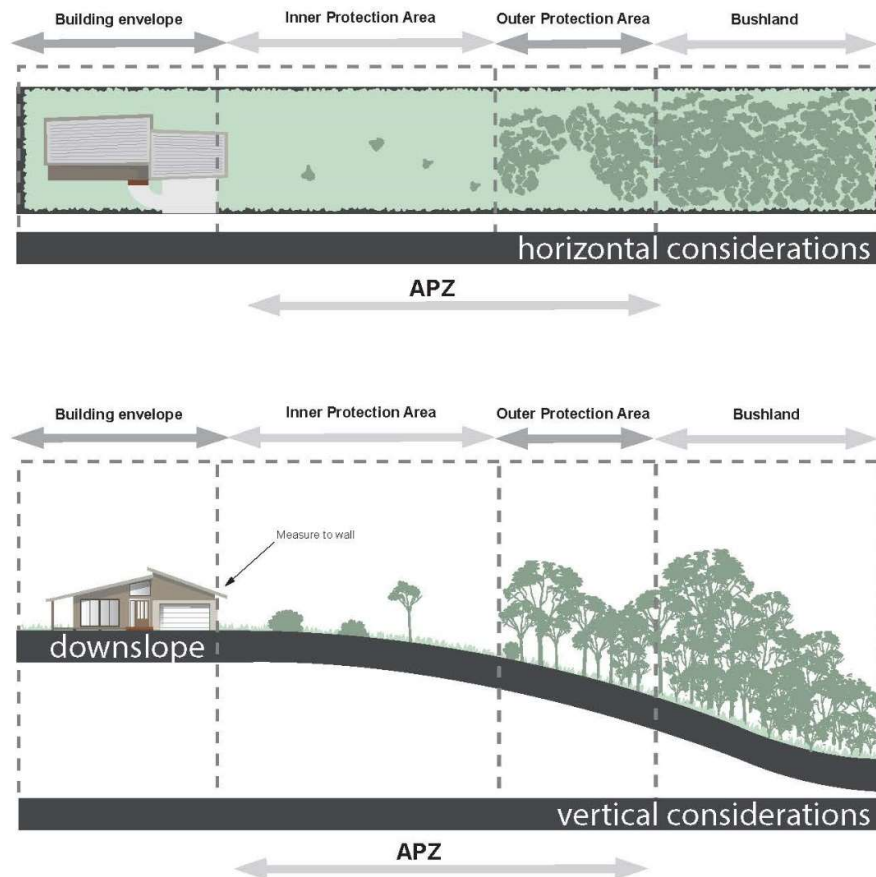 Building envelope
Inner Protection Area
Outer Protection Area
Bushland
horizontal considerations
APZ
Building envelope
Inner Protection Area
Outer Protection Area
Bushland
Measure to wall
downslope
vertical considerations
APZ